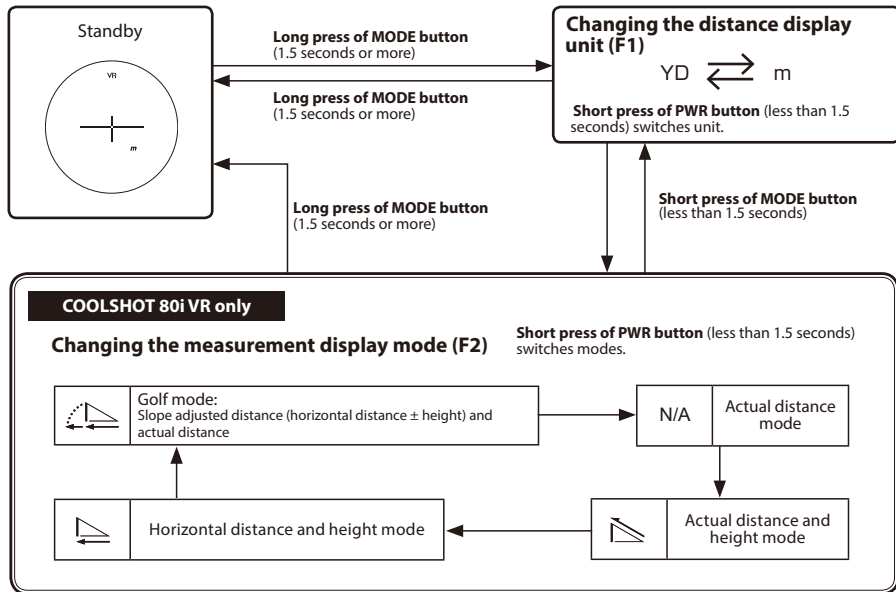 Standby
VR
m
Long press of MODE button
(1.5 seconds or more)
Long press of MODE button
(1.5 seconds or more)
Changing the distance display
unit (F1)
YD
m
Short press of PWR button (less than 1.5
seconds) switches unit.
Long press of MODE button
(1.5 seconds or more)
Short press of MODE button
(less than 1.5 seconds)
COOLSHOT 80i VR only
Changing the measurement display mode (F2)
Short press of PWR button (less than 1.5 seconds)
switches modes.
Golf mode:
Slope adjusted distance (horizontal distance ± height) and
actual distance
N/A
Actual distance
mode
Horizontal distance and height mode
Actual distance and
height mode